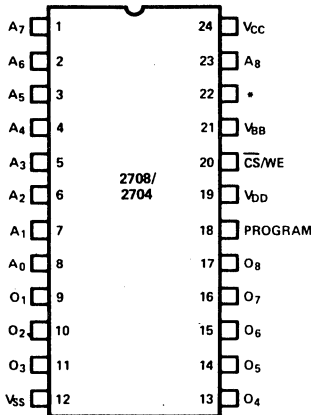 A7 1 24 VCC
A6 2 23 A8
A5 3 22 *
A4 4 21 VBB
A3 5 20 C̅S̅/WE
2708/
2704
A2 6 19 VDD
A1 7 18 PROGRAM
A0 8 17 O8
O1 9 16 O7
O2 10 15 O6
O3 11 14 O5
VSS 12 13 O4